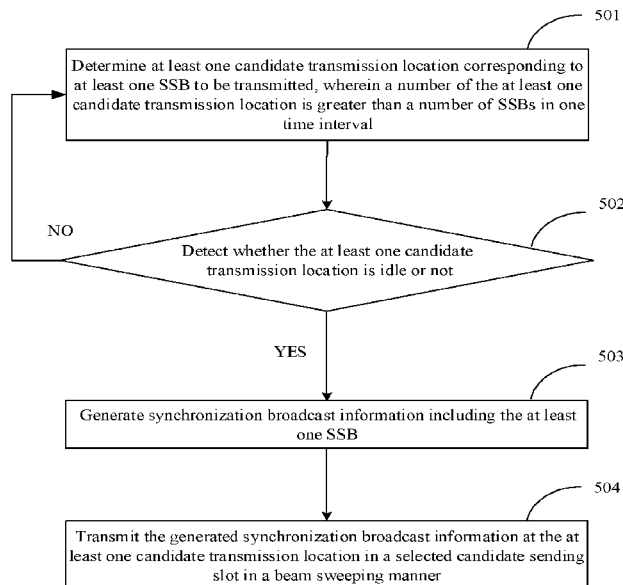 501
Determine at least one candidate transmission location corresponding to
at least one SSB to be transmitted, wherein a number of the at least one
candidate transmission location is greater than a number of SSBs in one
time interval
502
NO
Detect whether the at least one candidate
transmission location is idle or not
YES
503
Generate synchronization broadcast information including the at least
one SSB
504
Transmit the generated synchronization broadcast information at the at
least one candidate transmission location in a selected candidate sending
slot in a beam sweeping manner